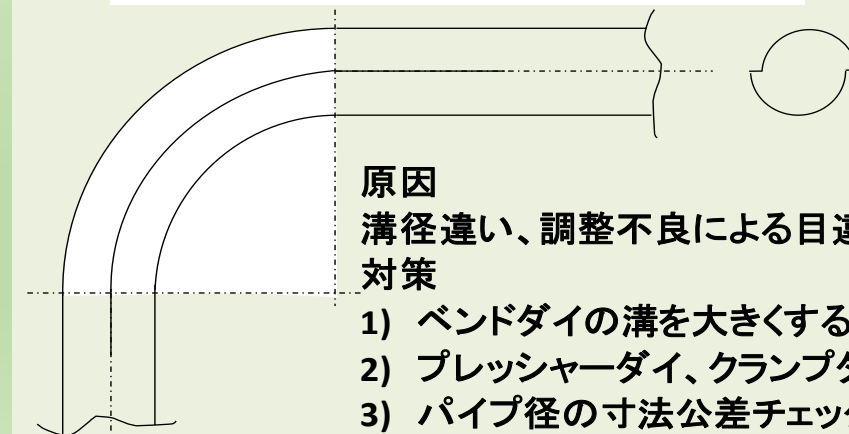 原因
溝径違い、調整不良による目違
対策
1) ベンドダイの溝を大きくする
2) プレッシャーダイ、クランプダ
3) パイプ径の寸法公差チェック